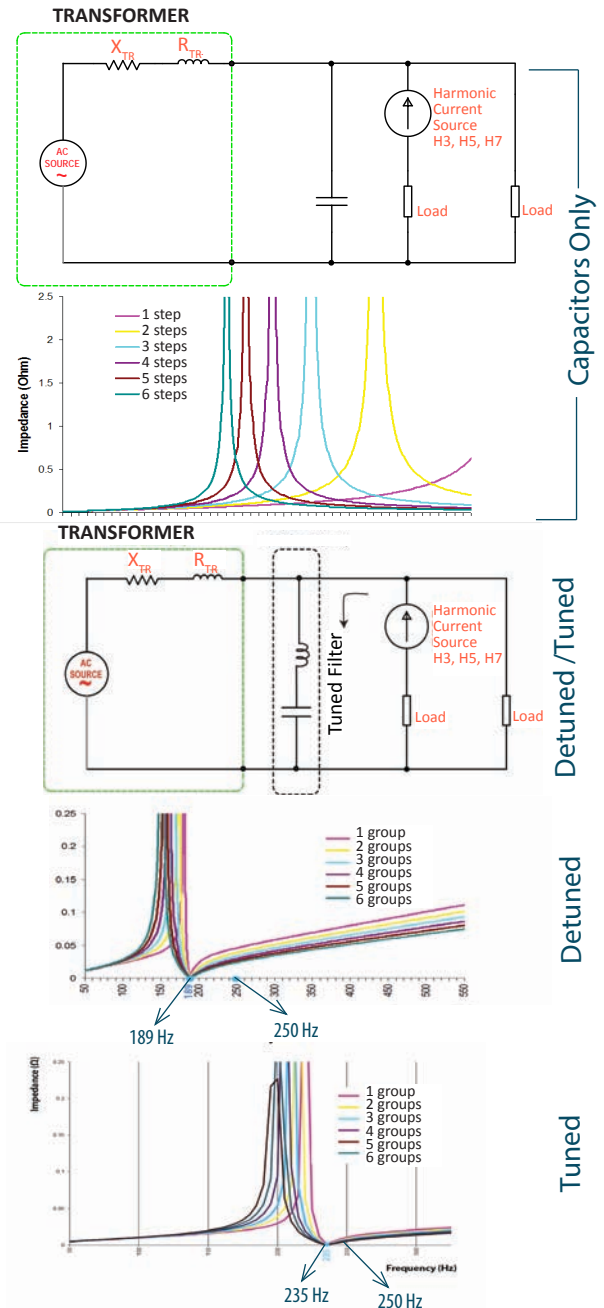 TRANSFORMER
X TR
R TR
AC
SOURCE
~
Harmonic
Current
Source
H3, H5, H7
Load
Load
Capacitors Only
2.5
2
1.5
1
0.5
0
Impedance (Ohm)
1 step
2 steps
3 steps
4 steps
5 steps
6 steps
TRANSFORMER
X TR
R TR
AC
SOURCE
~
Tuned Filter
Harmonic
Current
Source
H3, H5, H7
Load
Load
Detuned /Tuned
0.25
0.2
0.15
0.1
0.05
0
1 group
2 groups
3 groups
4 groups
5 groups
6 groups
50
100
150
189
200
250
300
350
400
450
500
550
189 Hz
250 Hz
Detuned
Impedance (Ω)
1 group
2 groups
3 groups
4 groups
5 groups
6 groups
Frequency (Hz)
235 Hz
250 Hz
Tuned